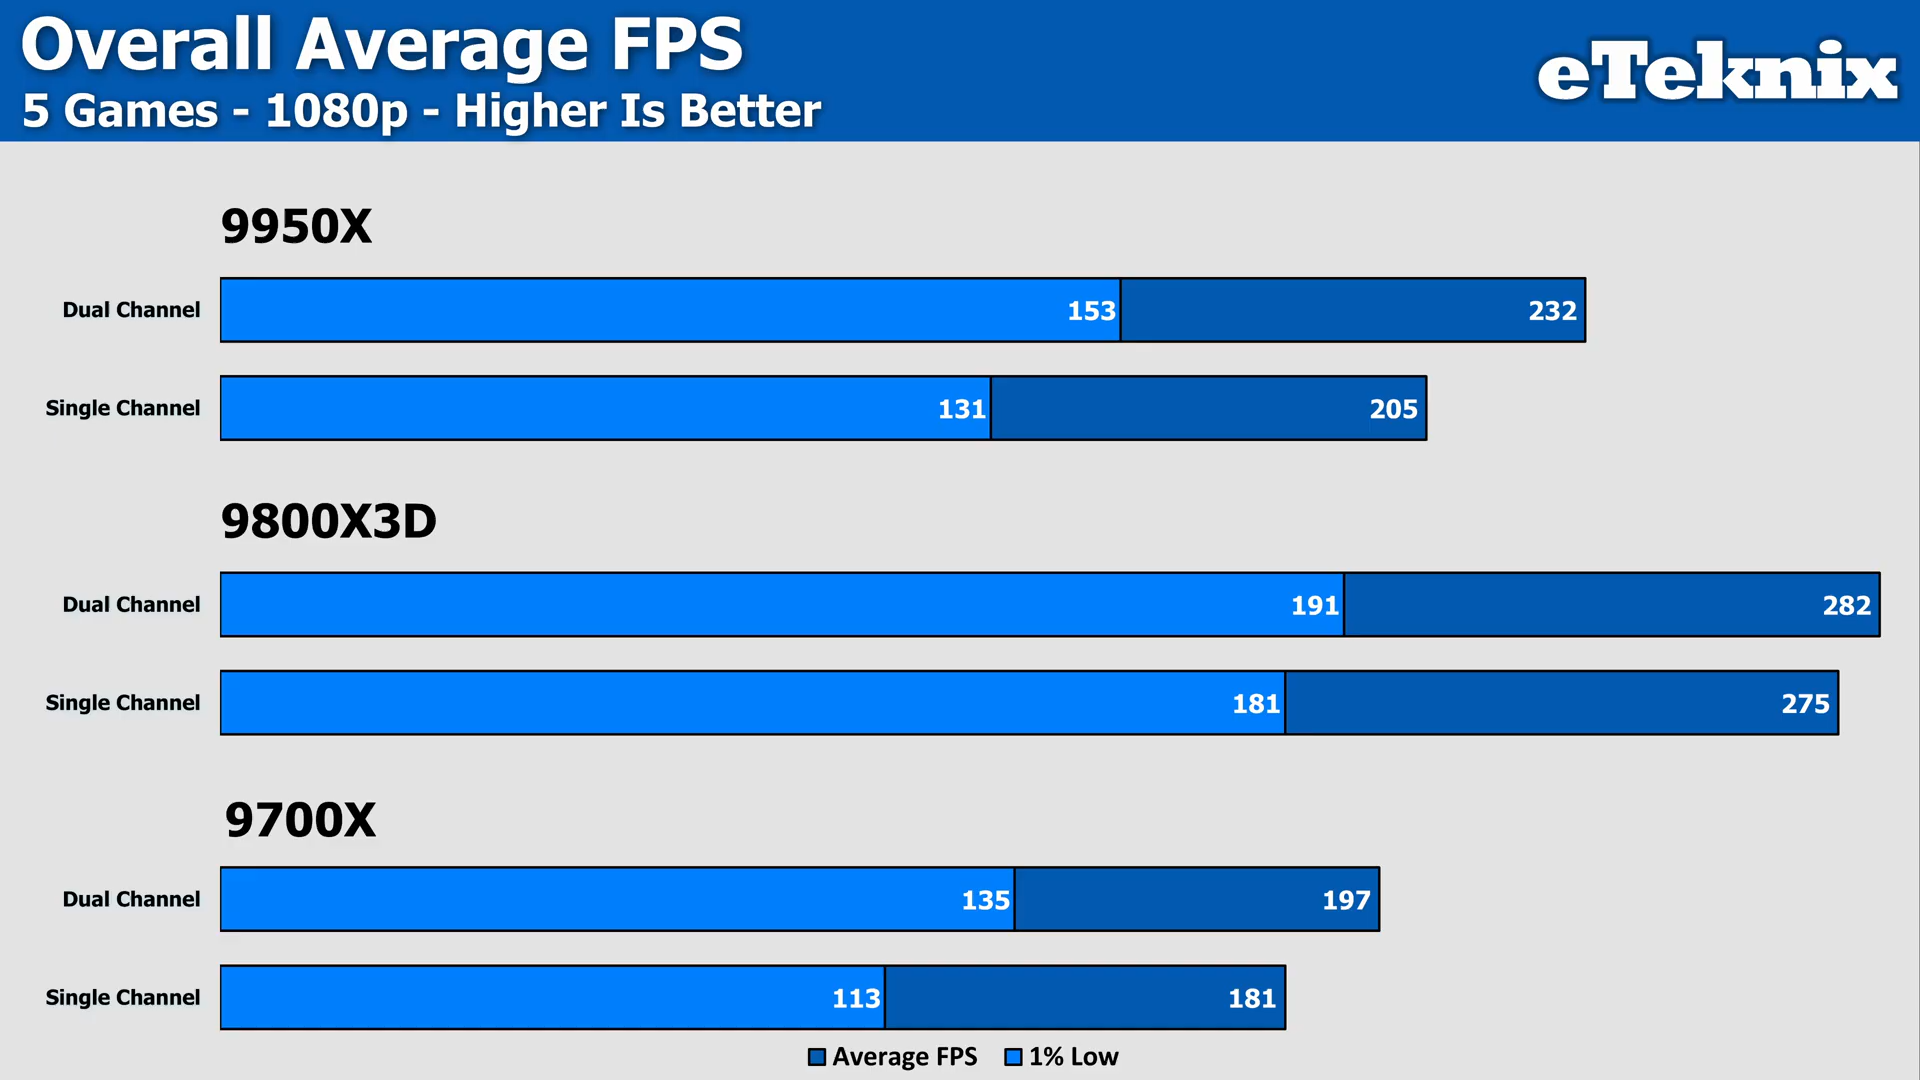 Overall Average FPS
5 Games - 1080p - Higher Is Better
eTeknix
9950X
Dual Channel 153 232
Single Channel 131 205
9800X3D
Dual Channel 191 282
Single Channel 181 275
9700X
Dual Channel 135 197
Single Channel 113 181
Average FPS 1% Low